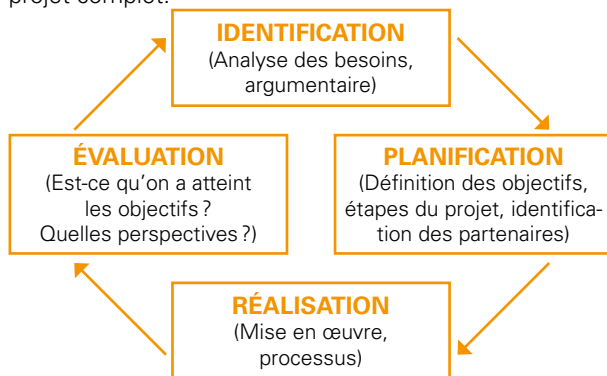 projet complet.
IDENTIFICATION
(Analyse des besoins,
argumentaire)
ÉVALUATION
(Est-ce qu'on a atteint
les objectifs ?
Quelles perspectives ?)
PLANIFICATION
(Définition des objectifs,
étapes du projet, identifica-
tion des partenaires)
RÉALISATION
(Mise en œuvre,
processus)